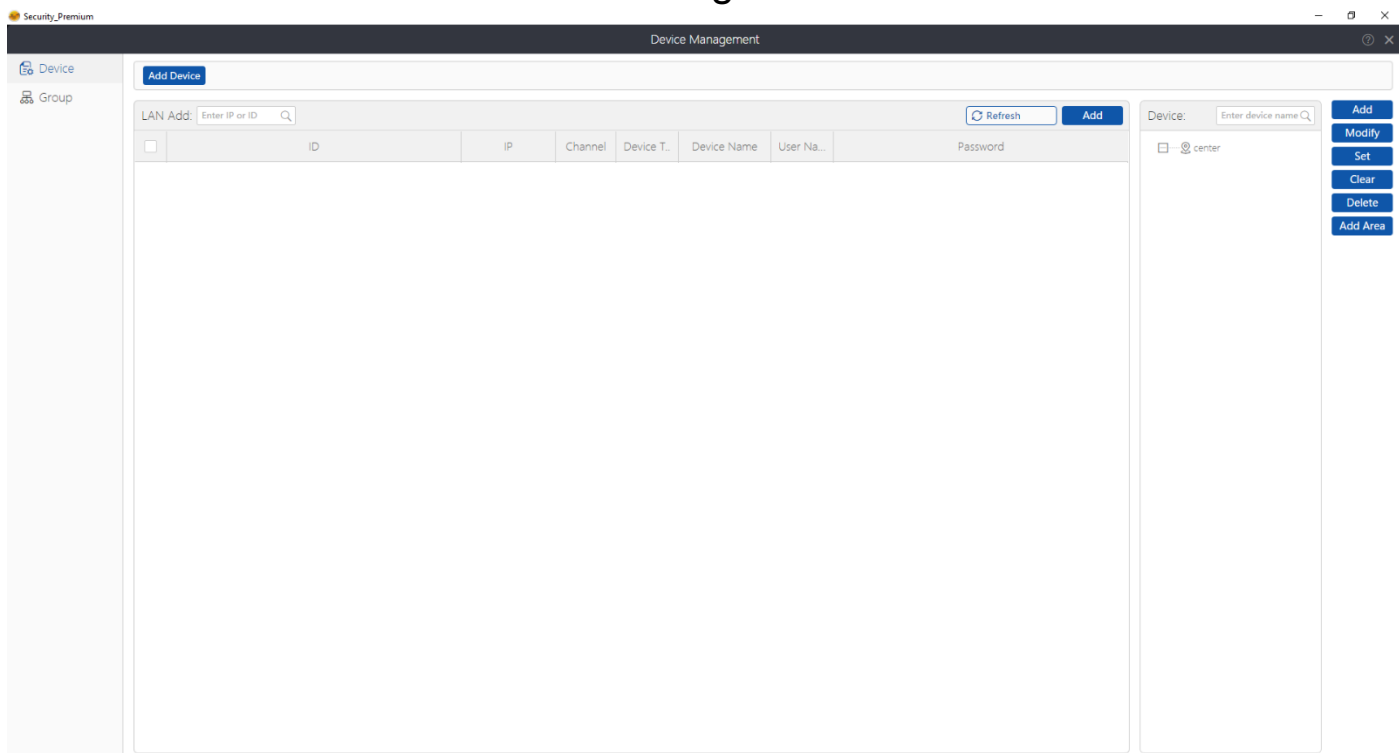 Security_Premium
Device Management
Device
Group
Add Device
LAN Add: Enter IP or ID
Refresh
Add
ID IP Channel Device T.. Device Name User Na... Password
Device: Enter device name
center
Add
Modify
Set
Clear
Delete
Add Area